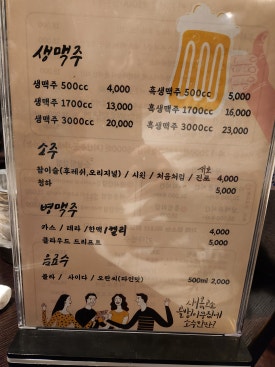 생맥주
생맥주 500cc 4,000 흑생맥주 500cc 5,000
생맥주 1700cc 13,000 흑생맥주 1700cc 16,000
생맥주 3000cc 20,000 흑생맥주 3000cc 23,000
소주
참이슬(후레쉬,오리지널) / 시원 / 처음처럼 / 진로 4,000
청하 5,000
병맥주
카스 / 테라 / 한맥 / 켈리 4,000
클라우드 드래프트 5,000
음료수
콜라 / 사이다 / 오란씨(파인맛) 500ml 2,000